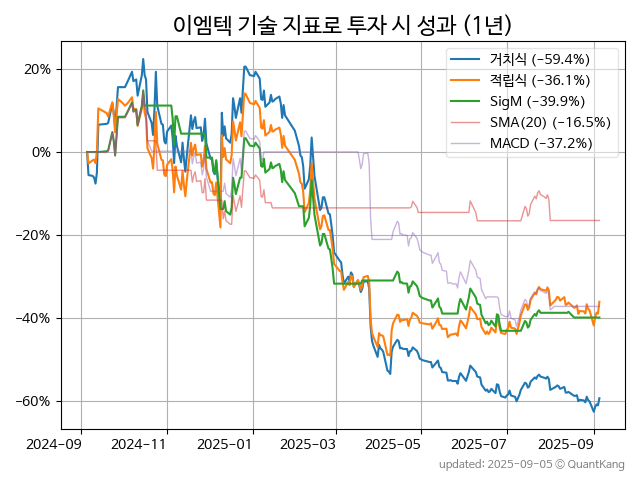 이엠텍 기술 지표로 투자 시 성과 (1년)
거치식 (−59.4%)
적립식 (−36.1%)
SigM (−39.9%)
SMA(20) (−16.5%)
MACD (−37.2%)
20%
0%
−20%
−40%
−60%
2024-09
2024-11
2025-01
2025-03
2025-05
2025-07
2025-09
updated: 2025-09-05 © QuantKang